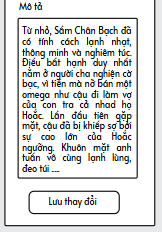 Mô tả
Từ nhỏ, Sầm Chôn Bạch đã
có tính cách lạnh nhạt,
thông minh và nghiêm túc.
Điều bất hạnh duy nhất
nằm ở người cha nghiện cờ
bạc, vì tiền mà nỡ bán một
omega như cậu đi làm vợ
của con trả cả nhad họ
Hoắc. Lần đầu tiên gặp
mặt, cậu đã bị khiếp sợ bởi
sự cao lớn của Hoắc
ngưỡng. Khuôn mặt anh
tuấn vô cùng lạnh lùng,
đeo túi ....
Lưu thay đổi